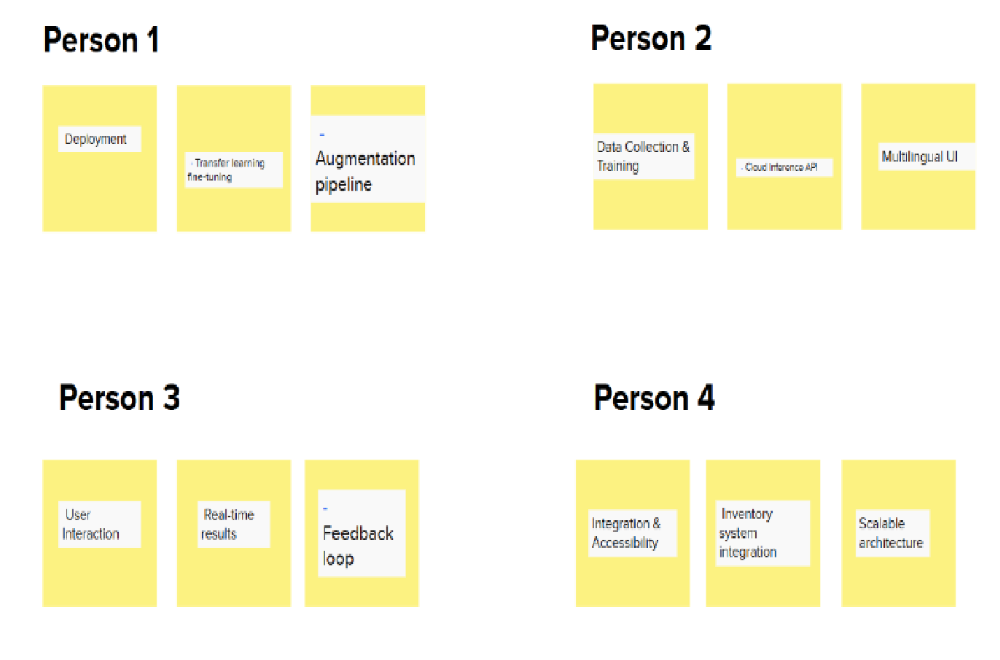 Person 1
Deployment
- Transfer learning
fine-tuning
-
Augmentation
pipeline
Person 2
Data Collection &
Training
- Cloud Inference API
Multilingual UI
Person 3
User
Interaction
Real-time
results
-
Feedback
loop
Person 4
Integration &
Accessibility
Inventory
system
integration
Scalable
architecture